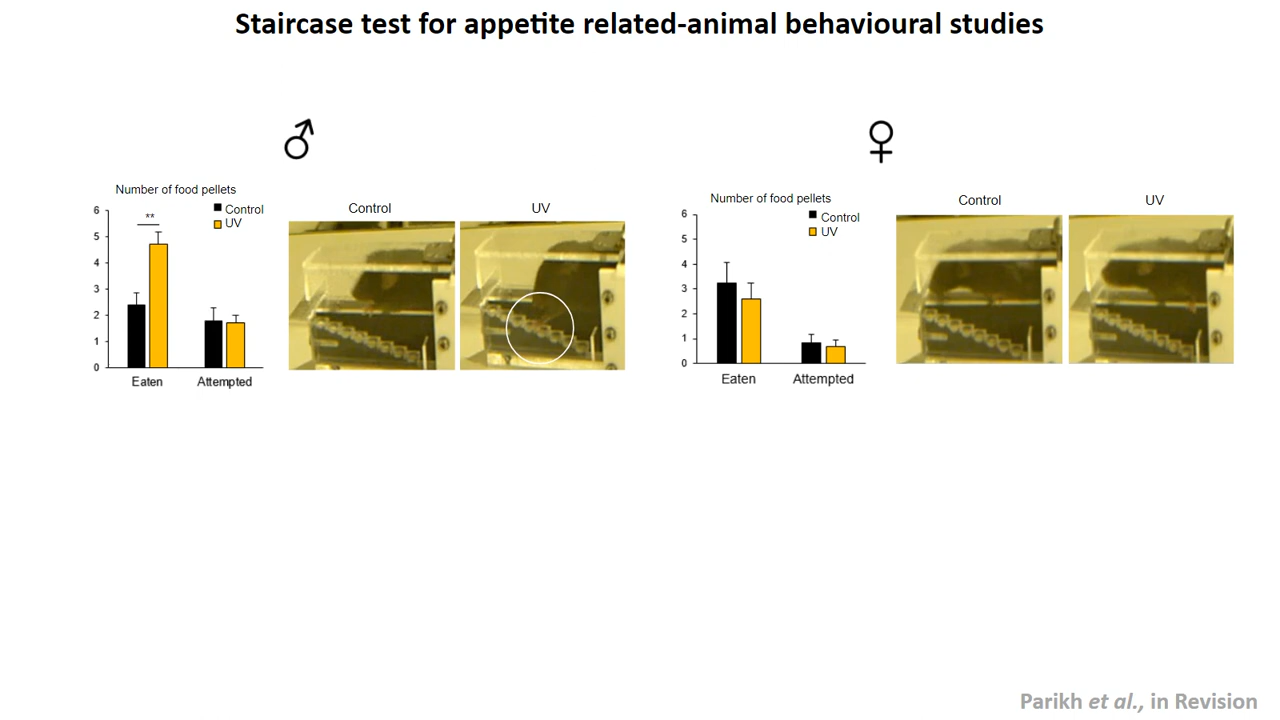 Staircase test for appetite related-animal behavioural studies
♂
♀
Number of food pellets
Control
UV
**
6
5
4
3
2
1
0
Eaten Attempted
Control UV
Number of food pellets
Control
UV
6
5
4
3
2
1
0
Eaten Attempted
Control UV
Parikh et al., in Revision